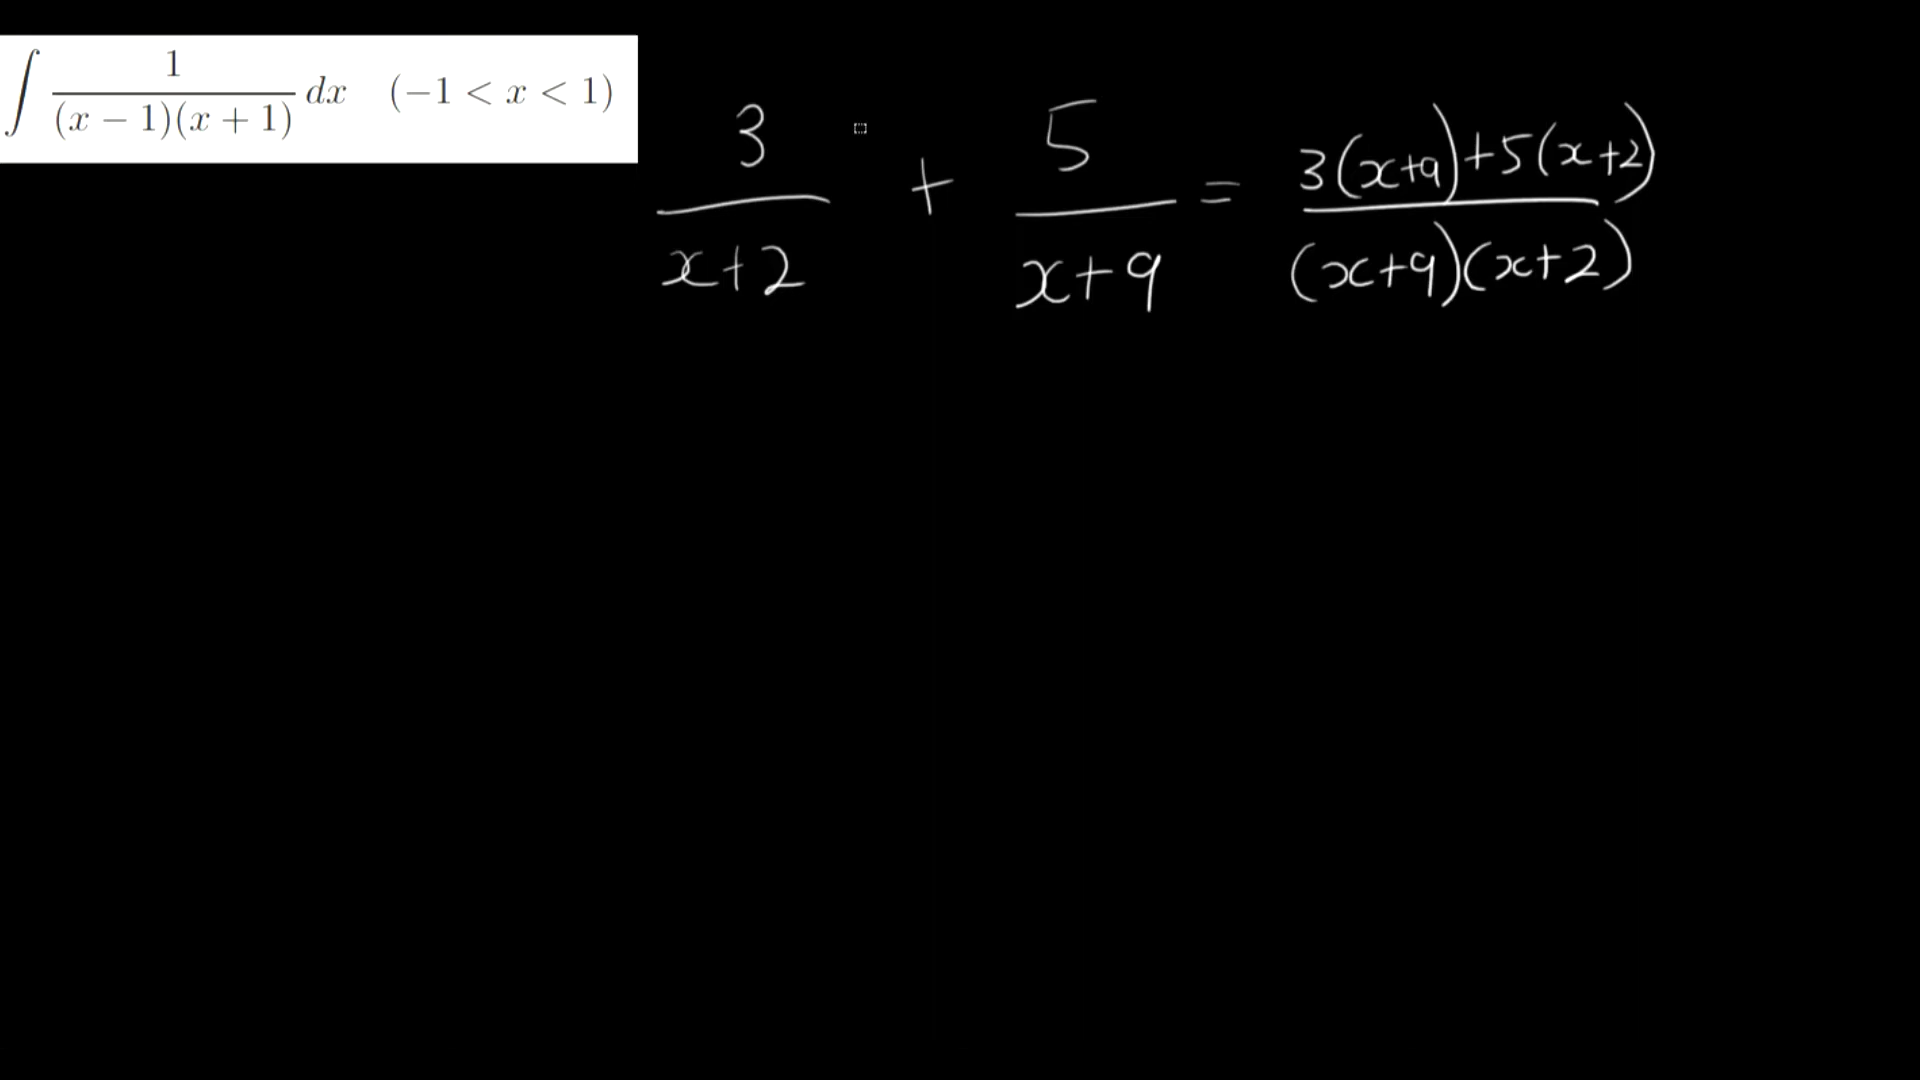 ∫ 1/((x − 1)(x + 1)) dx (−1 < x < 1)
3/(x+2) + 5/(x+9) = (3(x+9)+5(x+2))/((x+9)(x+2))